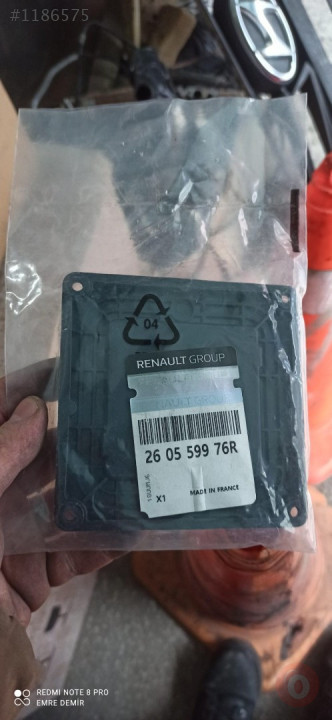 #1186575
04
RENAULT GROUP
26 05 599 76R
X1
MADE IN FRANCE
REDMI NOTE 8 PRO
EMRE DEMİR